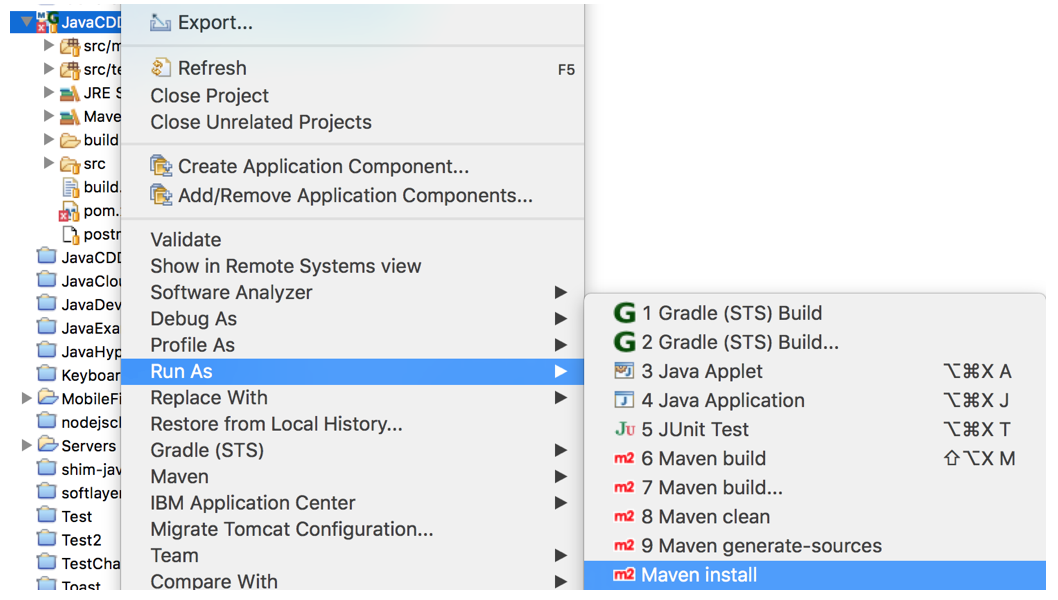 JavaCDD
src/m
src/te
JRE S
Mave
build
src
build.
pom.
postm
JavaCDD
JavaClou
JavaDev
JavaExa
JavaHyp
Keyboar
MobileFi
nodejscl
Servers
shim-jav
softlayer
Test
Test2
TestCha
Toast
Export...
Refresh F5
Close Project
Close Unrelated Projects
Create Application Component...
Add/Remove Application Components...
Validate
Show in Remote Systems view
Software Analyzer
Debug As
Profile As
Run As
Replace With
Restore from Local History...
Gradle (STS)
Maven
IBM Application Center
Migrate Tomcat Configuration...
Team
Compare With
1 Gradle (STS) Build
2 Gradle (STS) Build...
3 Java Applet ⌥⌘X A
4 Java Application ⌥⌘X J
5 JUnit Test ⌥⌘X T
6 Maven build ⇧⌥X M
7 Maven build...
8 Maven clean
9 Maven generate-sources
Maven install